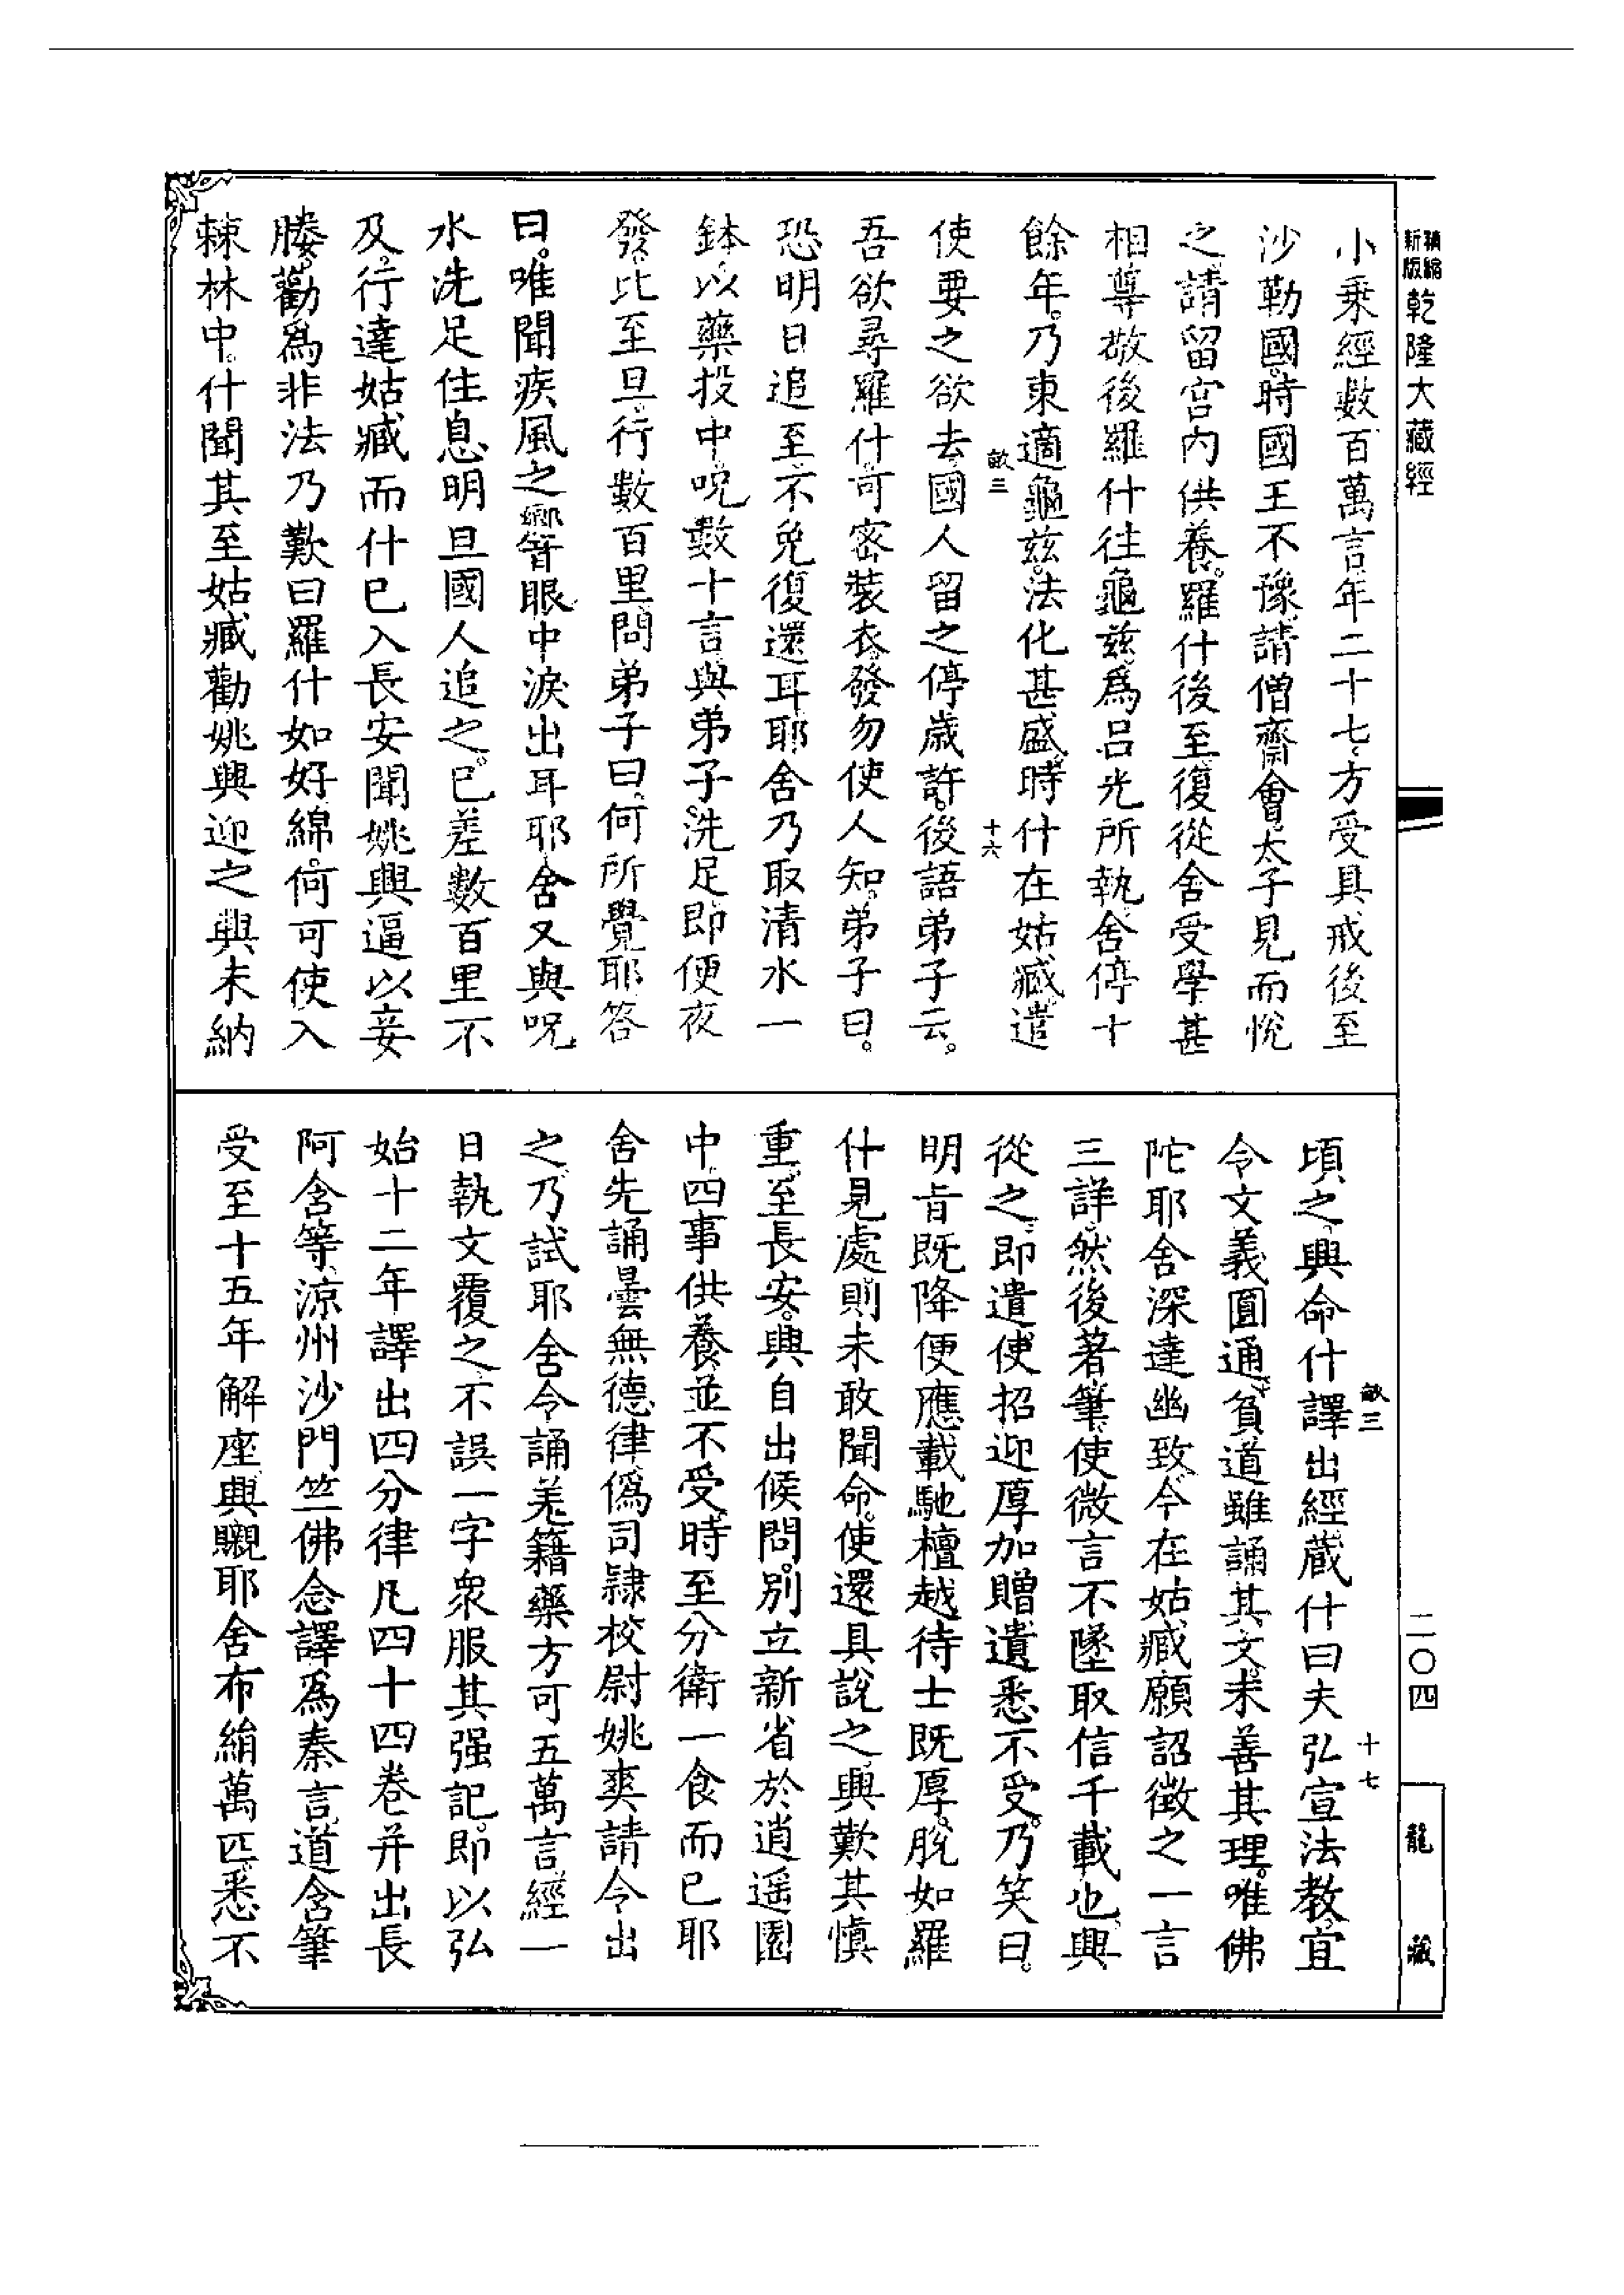 精縮新版乾隆大藏經
小乘經數百萬言年二十七方受具戒後至
沙勒國。時國王不豫請僧齋會。太子見而悅
之請留宮內供養。羅什後至復從舍受學甚
相尊敬後羅什往龜茲爲呂光所執舍停十
餘年。乃東適龜茲。法化甚盛。時什在姑臧。遣
𣫍三
十六
使要之欲去國人留之停歲許。後語弟子云。
吾欲尋羅什可密裝衣發勿使人知。弟子曰。
恐明日追至不免復還耳耶舍乃取清水一
鉢以藥投中呪數十言與弟子洗足即便夜
發比至旦行數百里問弟子曰何所覺耶答
曰。唯聞疾風之響眼中淚出耳耶舍又與呪
水洗足住息明旦國人追之。已差數百里不
及。行達姑臧而什已入長安聞姚興逼以妾
媵。勸爲非法乃歎曰羅什如好綿。何可使入
棘林中。什聞其至姑臧勸姚興迎之興未納
𣫍三
十七
頃之興命什譯出經藏什曰夫弘宣法教宜
令文義圓通貧道雖誦其文未善其理。唯佛
陀耶舍深達幽致今在姑臧願詔徵之一言
三詳然後著筆使微言不墜取信千載也興
從之即遣使招迎厚加贈遺悉不受。乃笑曰。
明旨既降便應載馳檀越待士既厚。脫如羅
什見處則未敢聞命。使還具說之興歎其慎
重。至長安。興自出候問。別立新省於逍遥園
中四事供養並不受時至分衛一食而已耶
舍先誦曇無德律偽司隸校尉姚爽請令出
之乃試耶舍令誦羌籍藥方可五萬言經一
日執文覆之不誤一字衆服其强記。即以弘
始十二年譯出四分律凡四十四卷并出長
阿含等涼州沙門竺佛念譯爲秦言道含筆
受至十五年解座興嚫耶舍布絹萬匹悉不
二〇四
龍藏